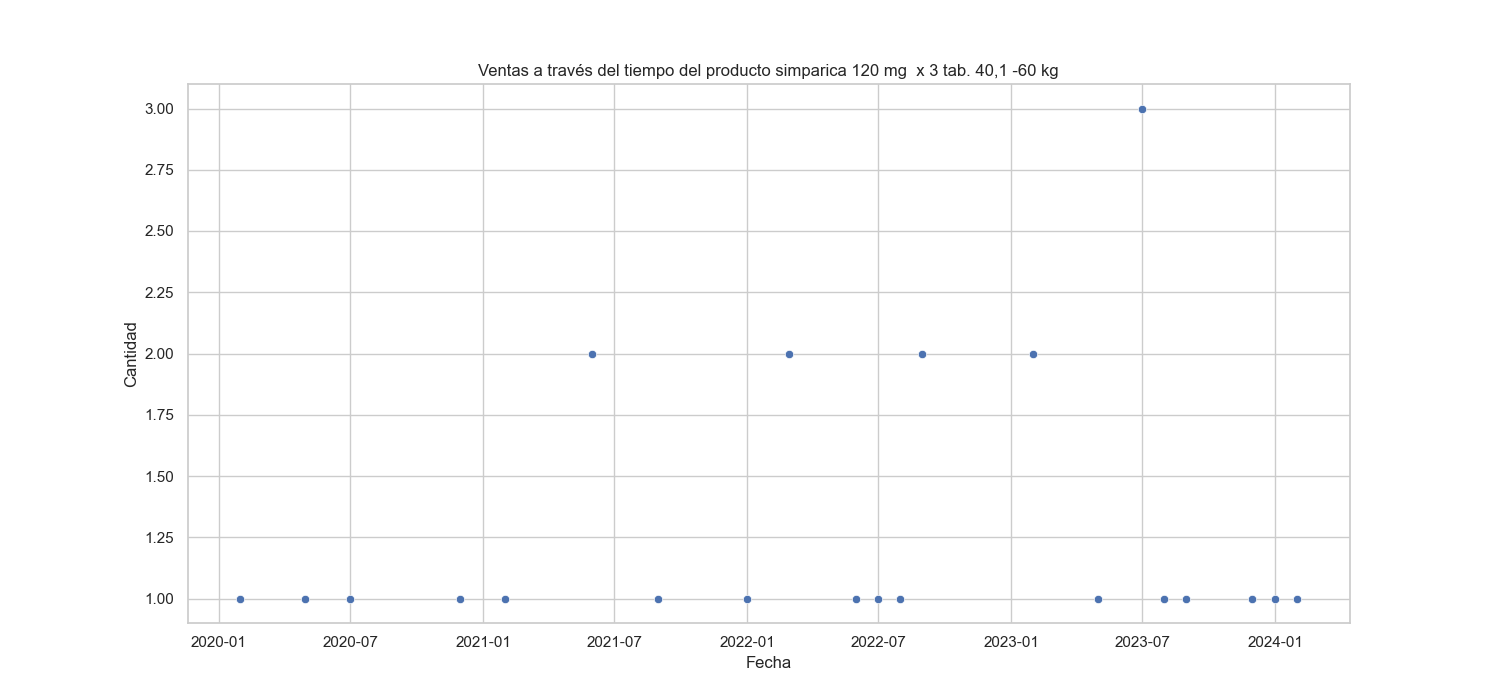 Ventas a través del tiempo del producto simparica 120 mg  x 3 tab. 40,1 -60 kg
3.00
2.75
2.50
2.25
2.00
1.75
1.50
1.25
1.00
Cantidad
2020-01 2020-07 2021-01 2021-07 2022-01 2022-07 2023-01 2023-07 2024-01
Fecha